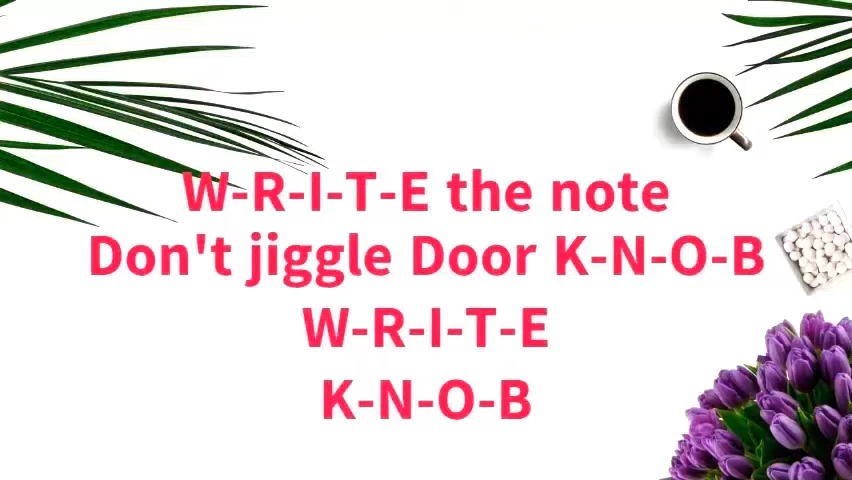 W-R-I-T-E the note
Don't jiggle Door K-N-O-B
W-R-I-T-E
K-N-O-B